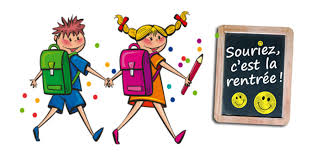 Souriez,
c'est la
rentrée !